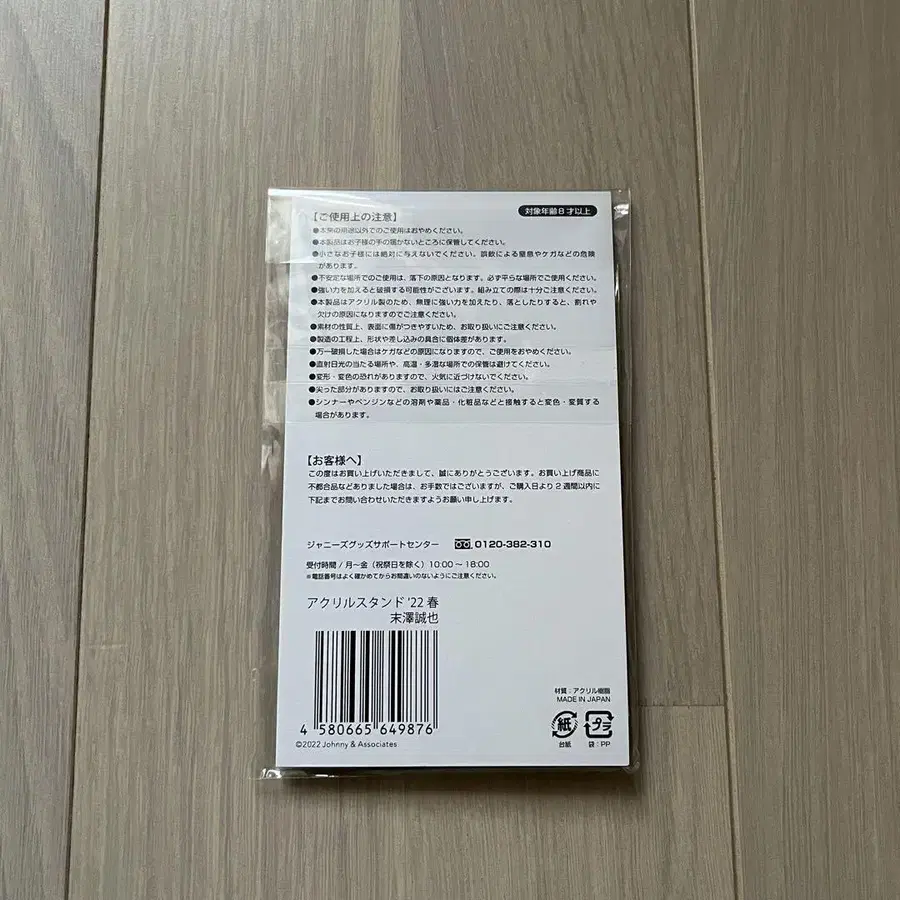 【ご使用上の注意】
対象年齢8才以上
●本来の用途以外でのご使用はおやめください。
●本製品はお子様の手の届かないところに保管してください。
●小さなお子様には絶対に与えないでください。誤飲による窒息やケガなどの危険
があります。
●不安定な場所でのご使用は、落下の原因となります。必ず平らな場所でご使用ください。
●強い力を加えると破損する可能性がございます。組み立ての際は十分ご注意ください。
●本製品はアクリル製のため、無理に強い力を加えたり、落としたりすると、割れや
欠けの原因になりますのでご注意ください。
●素材の性質上、表面に傷がつきやすいため、お取り扱いにご注意ください。
●製造の工程上、形状や差し込みの具合に個体差があります。
●万一破損した場合はケガなどの原因になりますので、ご使用をおやめください。
●直射日光の当たる場所や、高温・多湿な場所での保管は避けてください。
●変形・変色の恐れがありますので、火気に近づけないでください。
●尖った部分がありますので、お取り扱いにはご注意ください。
●シンナーやベンジンなどの溶剤や薬品・化粧品などと接触すると変色・変質する
場合があります。
【お客様へ】
この度はお買い上げいただきまして、誠にありがとうございます。お買い上げ商品に
不都合品などありました場合は、お手数ではございますが、ご購入日より2週間以内に
下記までお問い合わせいただきますようお願い申し上げます。
ジャニーズグッズサポートセンター 0120-382-310
受付時間 / 月〜金（祝祭日を除く）10:00〜18:00
※電話番号はよく確かめてからお間違いのないようにご注意ください。
アクリルスタンド '22 春
末澤誠也
4 580665 649876
©2022 Johnny & Associates
材質：アクリル樹脂
MADE IN JAPAN
紙
プラ
台紙
袋：PP